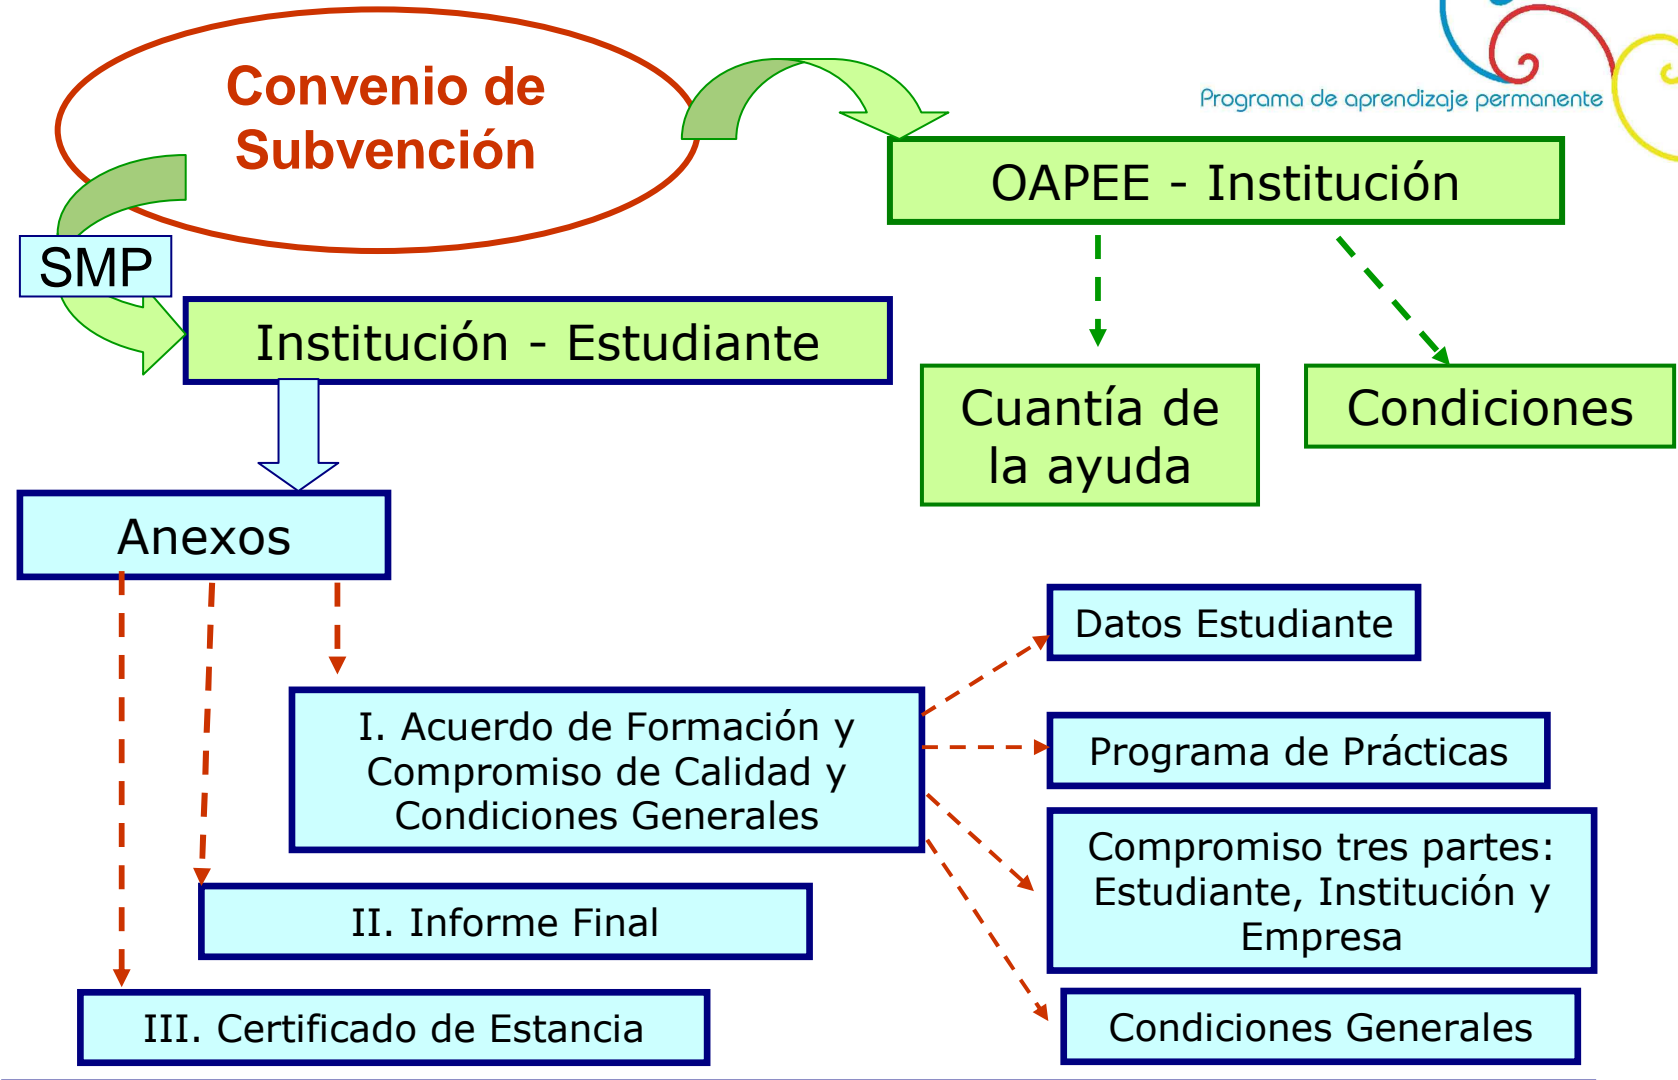 Convenio de
Subvención
Programa de aprendizaje permanente
OAPEE - Institución
SMP
Institución - Estudiante
Cuantía de
la ayuda
Condiciones
Anexos
Datos Estudiante
I. Acuerdo de Formación y
Compromiso de Calidad y
Condiciones Generales
Programa de Prácticas
Compromiso tres partes:
Estudiante, Institución y
Empresa
II. Informe Final
III. Certificado de Estancia
Condiciones Generales